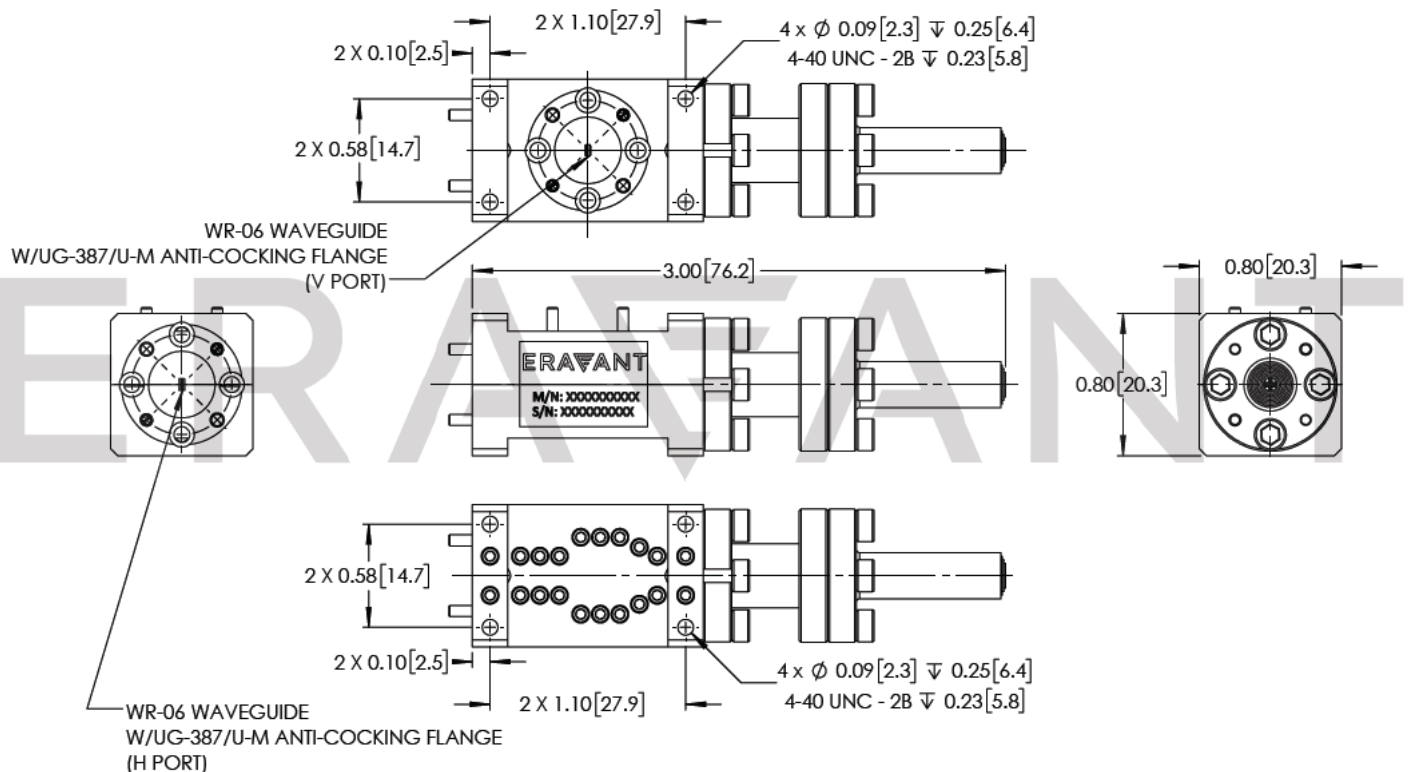 2 X 1.10[27.9]
4 x Ø 0.09[2.3] ↧ 0.25[6.4]
4-40 UNC - 2B ↧ 0.23[5.8]
2 X 0.10[2.5]
2 X 0.58[14.7]
WR-06 WAVEGUIDE
W/UG-387/U-M ANTI-COCKING FLANGE
(V PORT)
3.00[76.2]
0.80[20.3]
ERAVANT
ERAVANT
M/N: XXXXXXXXXX
S/N: XXXXXXXXXX
0.80[20.3]
2 X 0.58[14.7]
2 X 0.10[2.5]
2 X 1.10[27.9]
4 x Ø 0.09[2.3] ↧ 0.25[6.4]
4-40 UNC - 2B ↧ 0.23[5.8]
WR-06 WAVEGUIDE
W/UG-387/U-M ANTI-COCKING FLANGE
(H PORT)